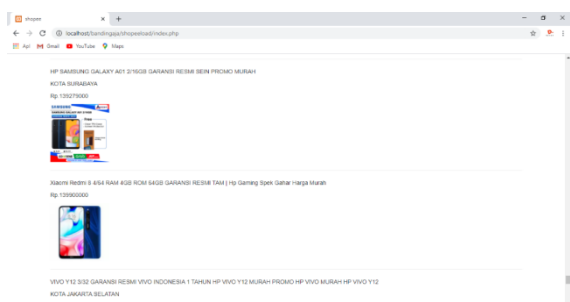 shopee
localhost/bandingaja/shopeeload/index.php
Apl
Gmail
YouTube
Maps
HP SAMSUNG GALAXY A01 2/16GB GARANSI RESMI SEIN PROMO MURAH
KOTA SURABAYA
Rp.139279000
SAMSUNG
Free
Xiaomi Redmi 8 4/64 RAM 4GB ROM 64GB GARANSI RESMI TAM | Hp Gaming Spek Gahar Harga Murah
Rp.139900000
VIVO Y12 3/32 GARANSI RESMI VIVO INDONESIA 1 TAHUN HP VIVO Y12 MURAH PROMO HP VIVO MURAH HP VIVO Y12
KOTA JAKARTA SELATAN